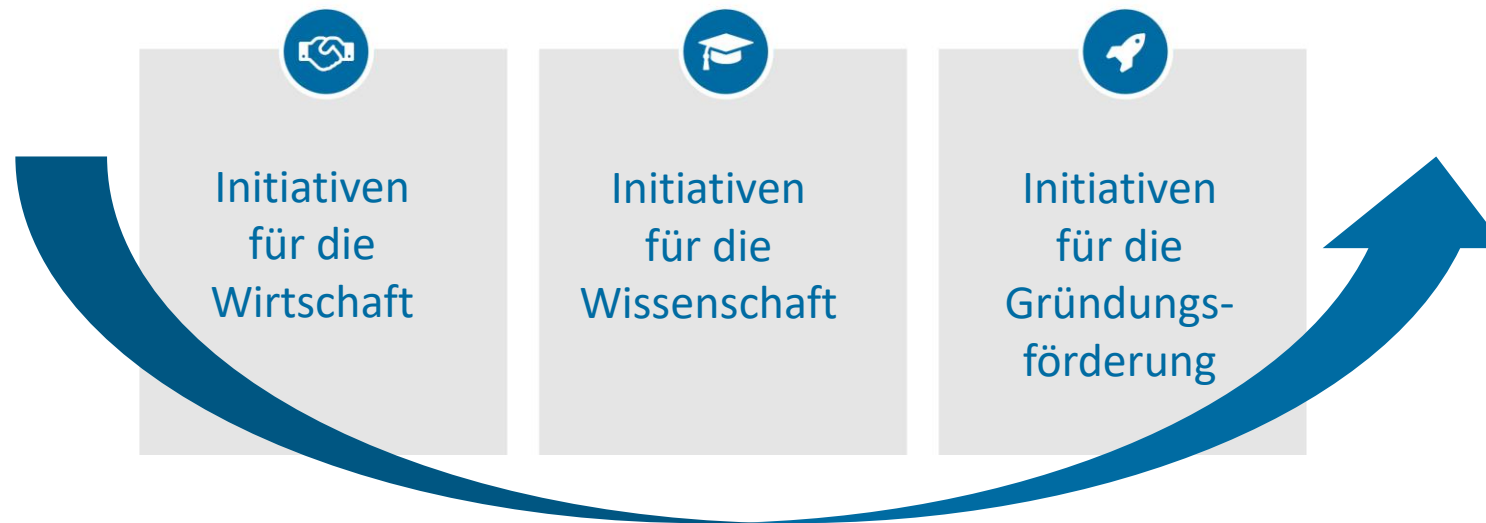 Initiativen
für die
Wirtschaft
Initiativen
für die
Wissenschaft
Initiativen
für die
Gründungs-
förderung